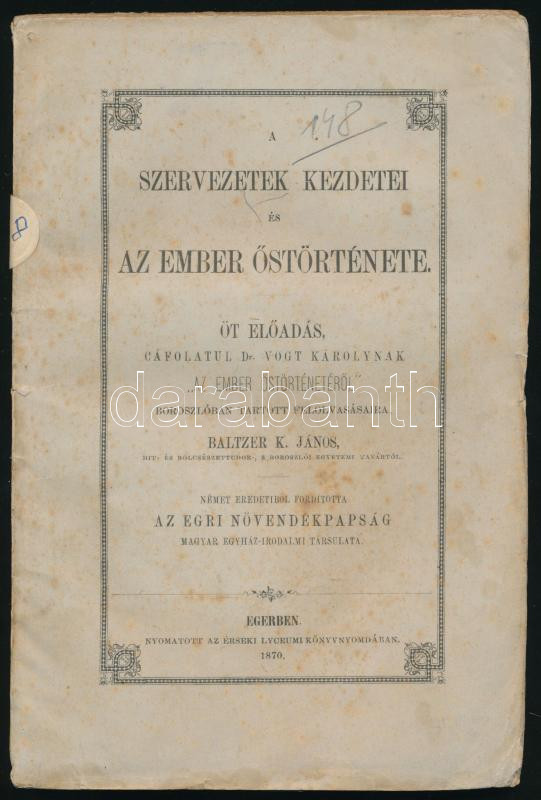 148
A
SZERVEZETEK KEZDETEI
ÉS
AZ EMBER ŐSTÖRTÉNETE.
8
ÖT ELŐADÁS,
CÁFOLATUL Dr. VOGT KÁROLYNAK
„AZ EMBER ŐSTÖRTÉNETÉRŐL"
darabanth
BOROSZLÓBAN TARTOTT FELOLVASÁSAIRA.
BALTZER K. JÁNOS,
HIT- ÉS BÖLCSÉSZETTUDOR-, S BOROSZLÓI EGYETEMI TANÁRTÓL.
NÉMET EREDETIBŐL FORDÍTOTTA
AZ EGRI NÖVENDÉKPAPSÁG
MAGYAR EGYHÁZ-IRODALMI TÁRSULATA.
EGERBEN.
NYOMATOTT AZ ÉRSEKI LYCEUMI KÖNYVNYOMDÁBAN.
1870.